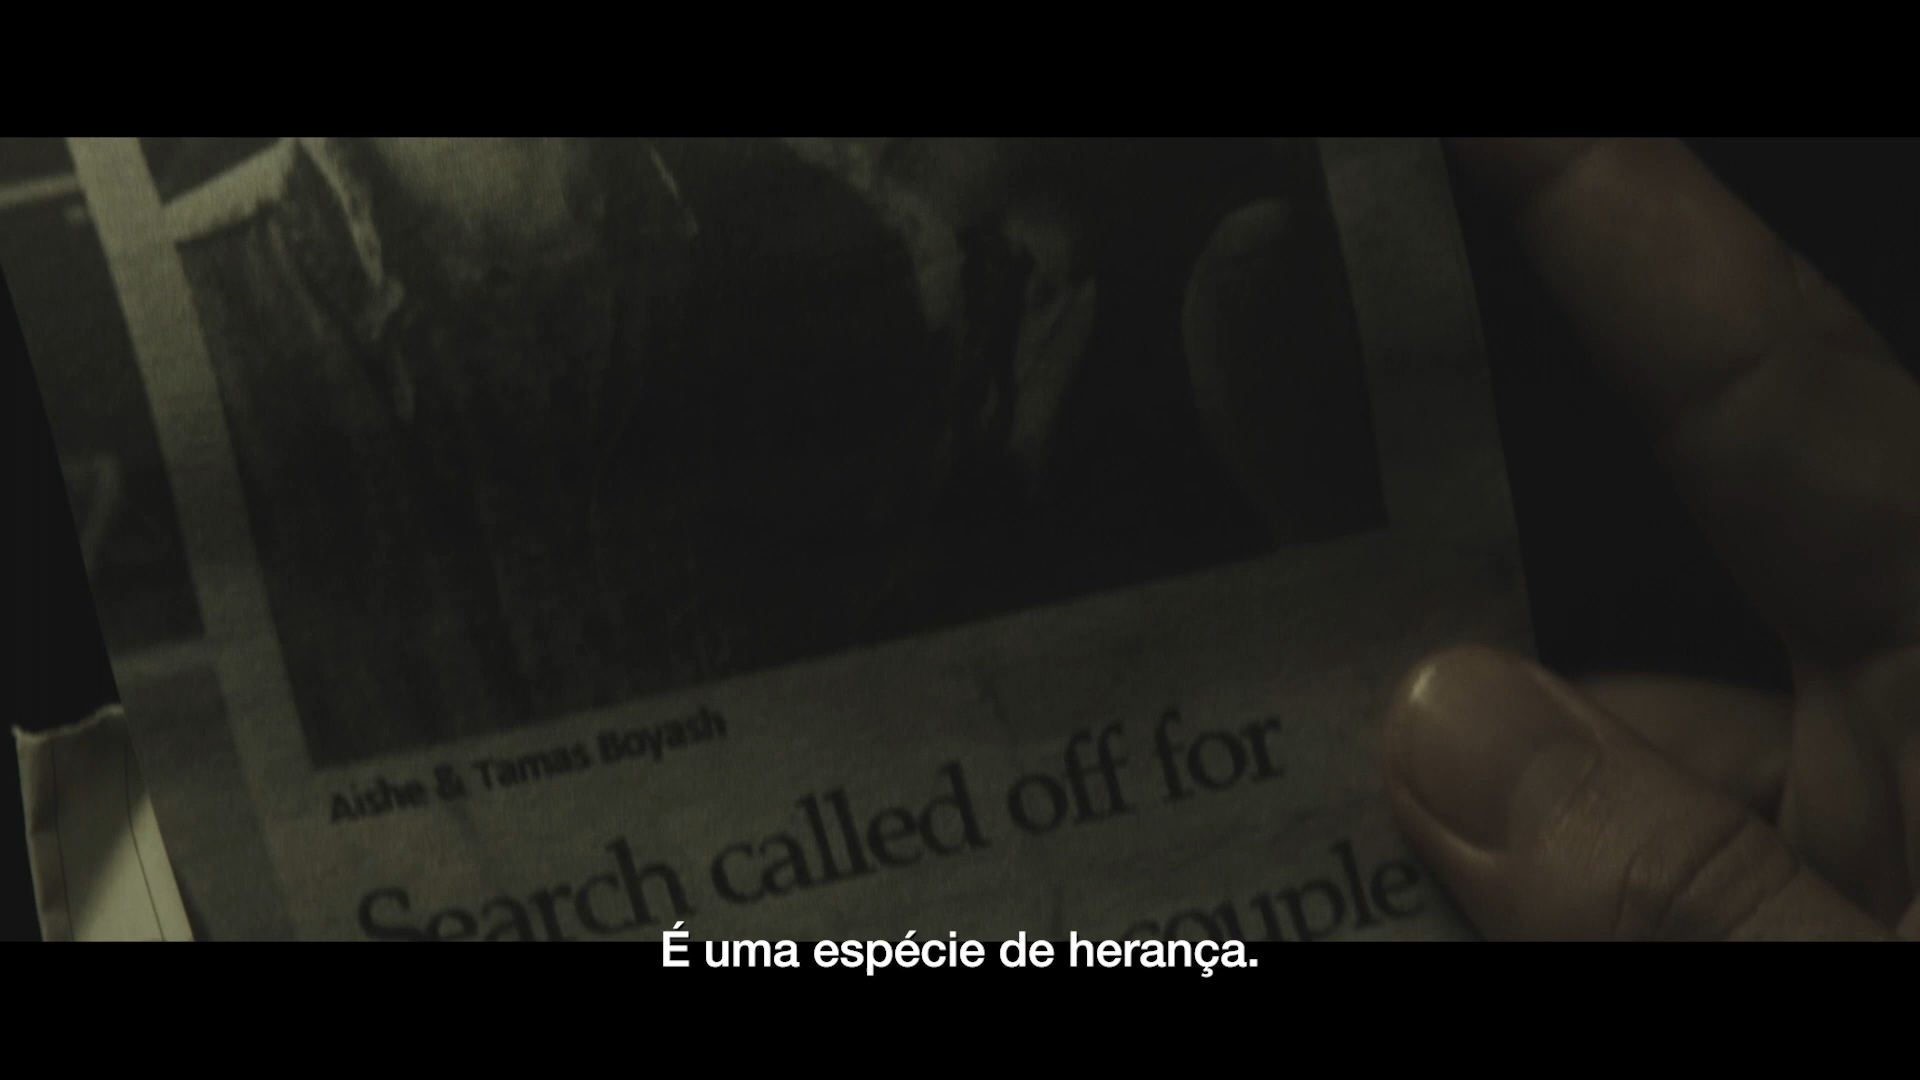 Aishe & Tamas Boyash
Search called off for
couple
É uma espécie de herança.